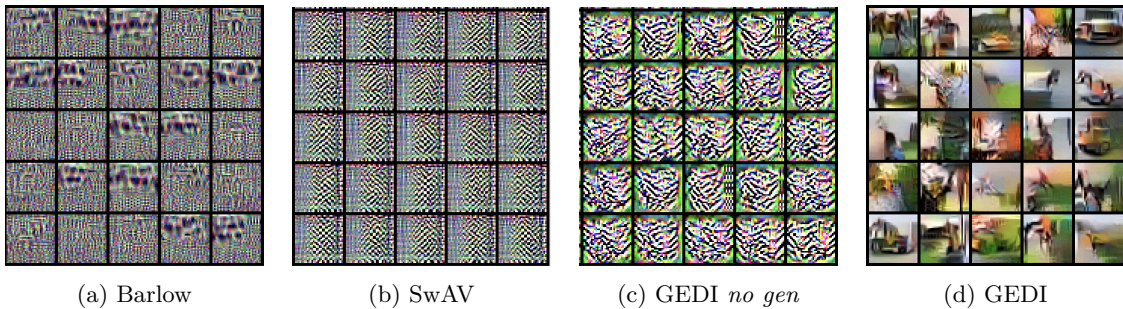 (a) Barlow
(b) SwAV
(c) GEDI no gen
(d) GEDI